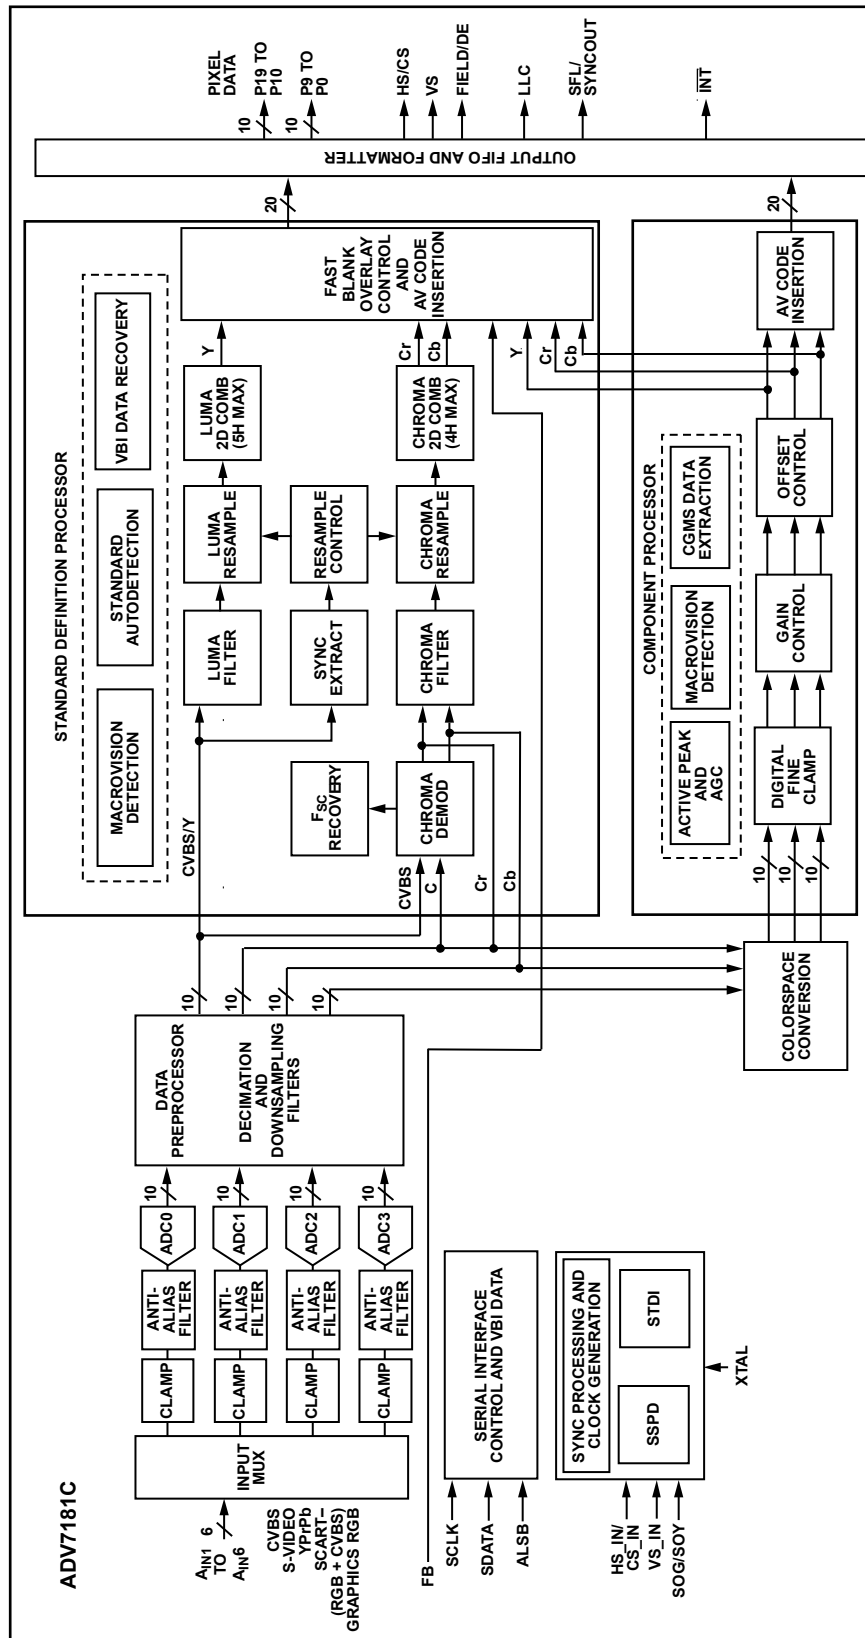 ADV7181C
A_IN1
TO
A_IN6
6
CVBS
S-VIDEO
YPrPb
SCART–
(RGB + CVBS)
GRAPHICS RGB
INPUT
MUX
CLAMP
ANTI-
ALIAS
FILTER
ADC0
10
CLAMP
ANTI-
ALIAS
FILTER
ADC1
10
CLAMP
ANTI-
ALIAS
FILTER
ADC2
10
CLAMP
ANTI-
ALIAS
FILTER
ADC3
10
DATA
PREPROCESSOR
DECIMATION
AND
DOWNSAMPLING
FILTERS
10
10
10
10
FB
SCLK
SDATA
ALSB
SERIAL INTERFACE
CONTROL AND VBI DATA
HS_IN/
CS_IN
VS_IN
SOG/SOY
SYNC PROCESSING AND
CLOCK GENERATION
SSPD
STDI
XTAL
STANDARD DEFINITION PROCESSOR
MACROVISION
DETECTION
STANDARD
AUTODETECTION
VBI DATA RECOVERY
CVBS/Y
LUMA
FILTER
LUMA
RESAMPLE
LUMA
2D COMB
(5H MAX)
Y
SYNC
EXTRACT
RESAMPLE
CONTROL
F_SC
RECOVERY
CVBS
C
Cr
Cb
CHROMA
DEMOD
CHROMA
FILTER
CHROMA
RESAMPLE
CHROMA
2D COMB
(4H MAX)
Cr
Cb
Y
Cr
Cb
FAST
BLANK
OVERLAY
CONTROL
AND
AV CODE
INSERTION
20
COLORSPACE
CONVERSION
10
10
10
COMPONENT PROCESSOR
ACTIVE PEAK
AND
AGC
MACROVISION
DETECTION
CGMS DATA
EXTRACTION
DIGITAL
FINE
CLAMP
GAIN
CONTROL
OFFSET
CONTROL
AV CODE
INSERTION
20
OUTPUT FIFO AND FORMATTER
PIXEL
DATA
10
P19 TO
P10
10
P9 TO
P0
HS/CS
VS
FIELD/DE
LLC
SFL/
SYNCOUT
INT